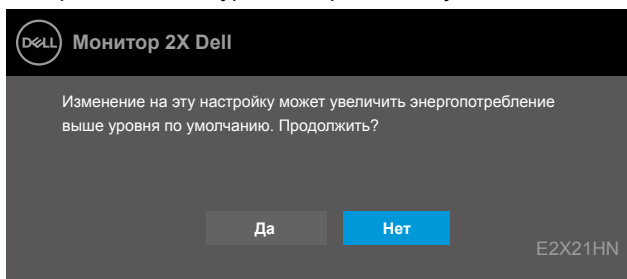 DELL Монитор 2X Dell
Изменение на эту настройку может увеличить энергопотребление
выше уровня по умолчанию. Продолжить?
Да Нет
E2X21HN